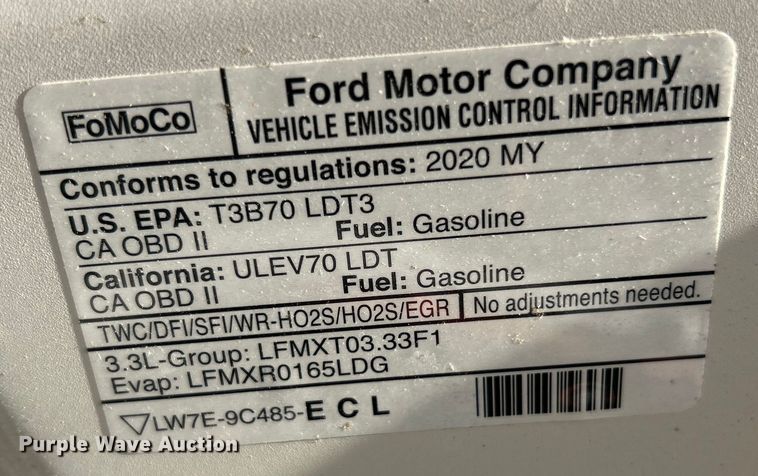 FoMoCo
Ford Motor Company
VEHICLE EMISSION CONTROL INFORMATION
Conforms to regulations: 2020 MY
U.S. EPA: T3B70 LDT3
CA OBD II Fuel: Gasoline
California: ULEV70 LDT
CA OBD II Fuel: Gasoline
TWC/DFI/SFI/WR-HO2S/HO2S/EGR No adjustments needed.
3.3L-Group: LFMXT03.33F1
Evap: LFMXR0165LDG
LW7E-9C485-E C L
Purple Wave Auction